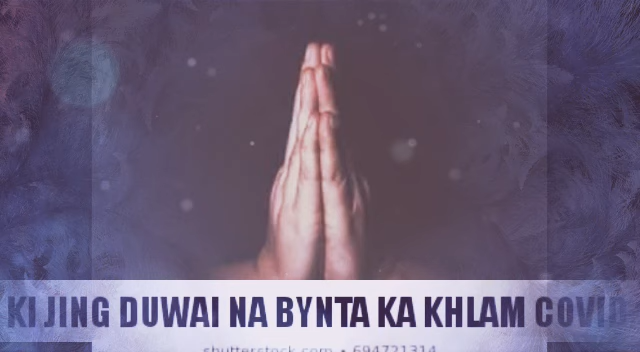 KI JING DUWAI NA BYNTA KA KHLAM COVID
shutterstock.com • 694721314